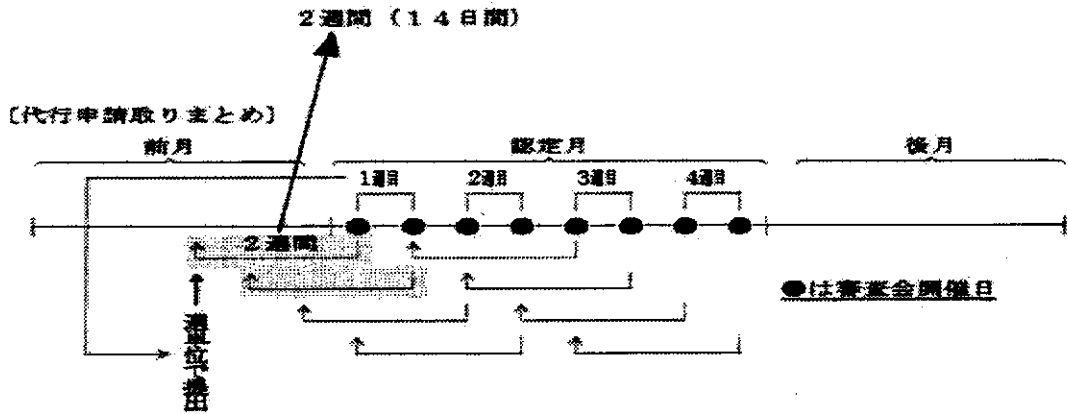 2週間（14日間）
〔代行申請取りまとめ〕
前月
認定月
後月
1週目
2週目
3週目
4週目
2週間
●は審査会開催日
週単位で提出